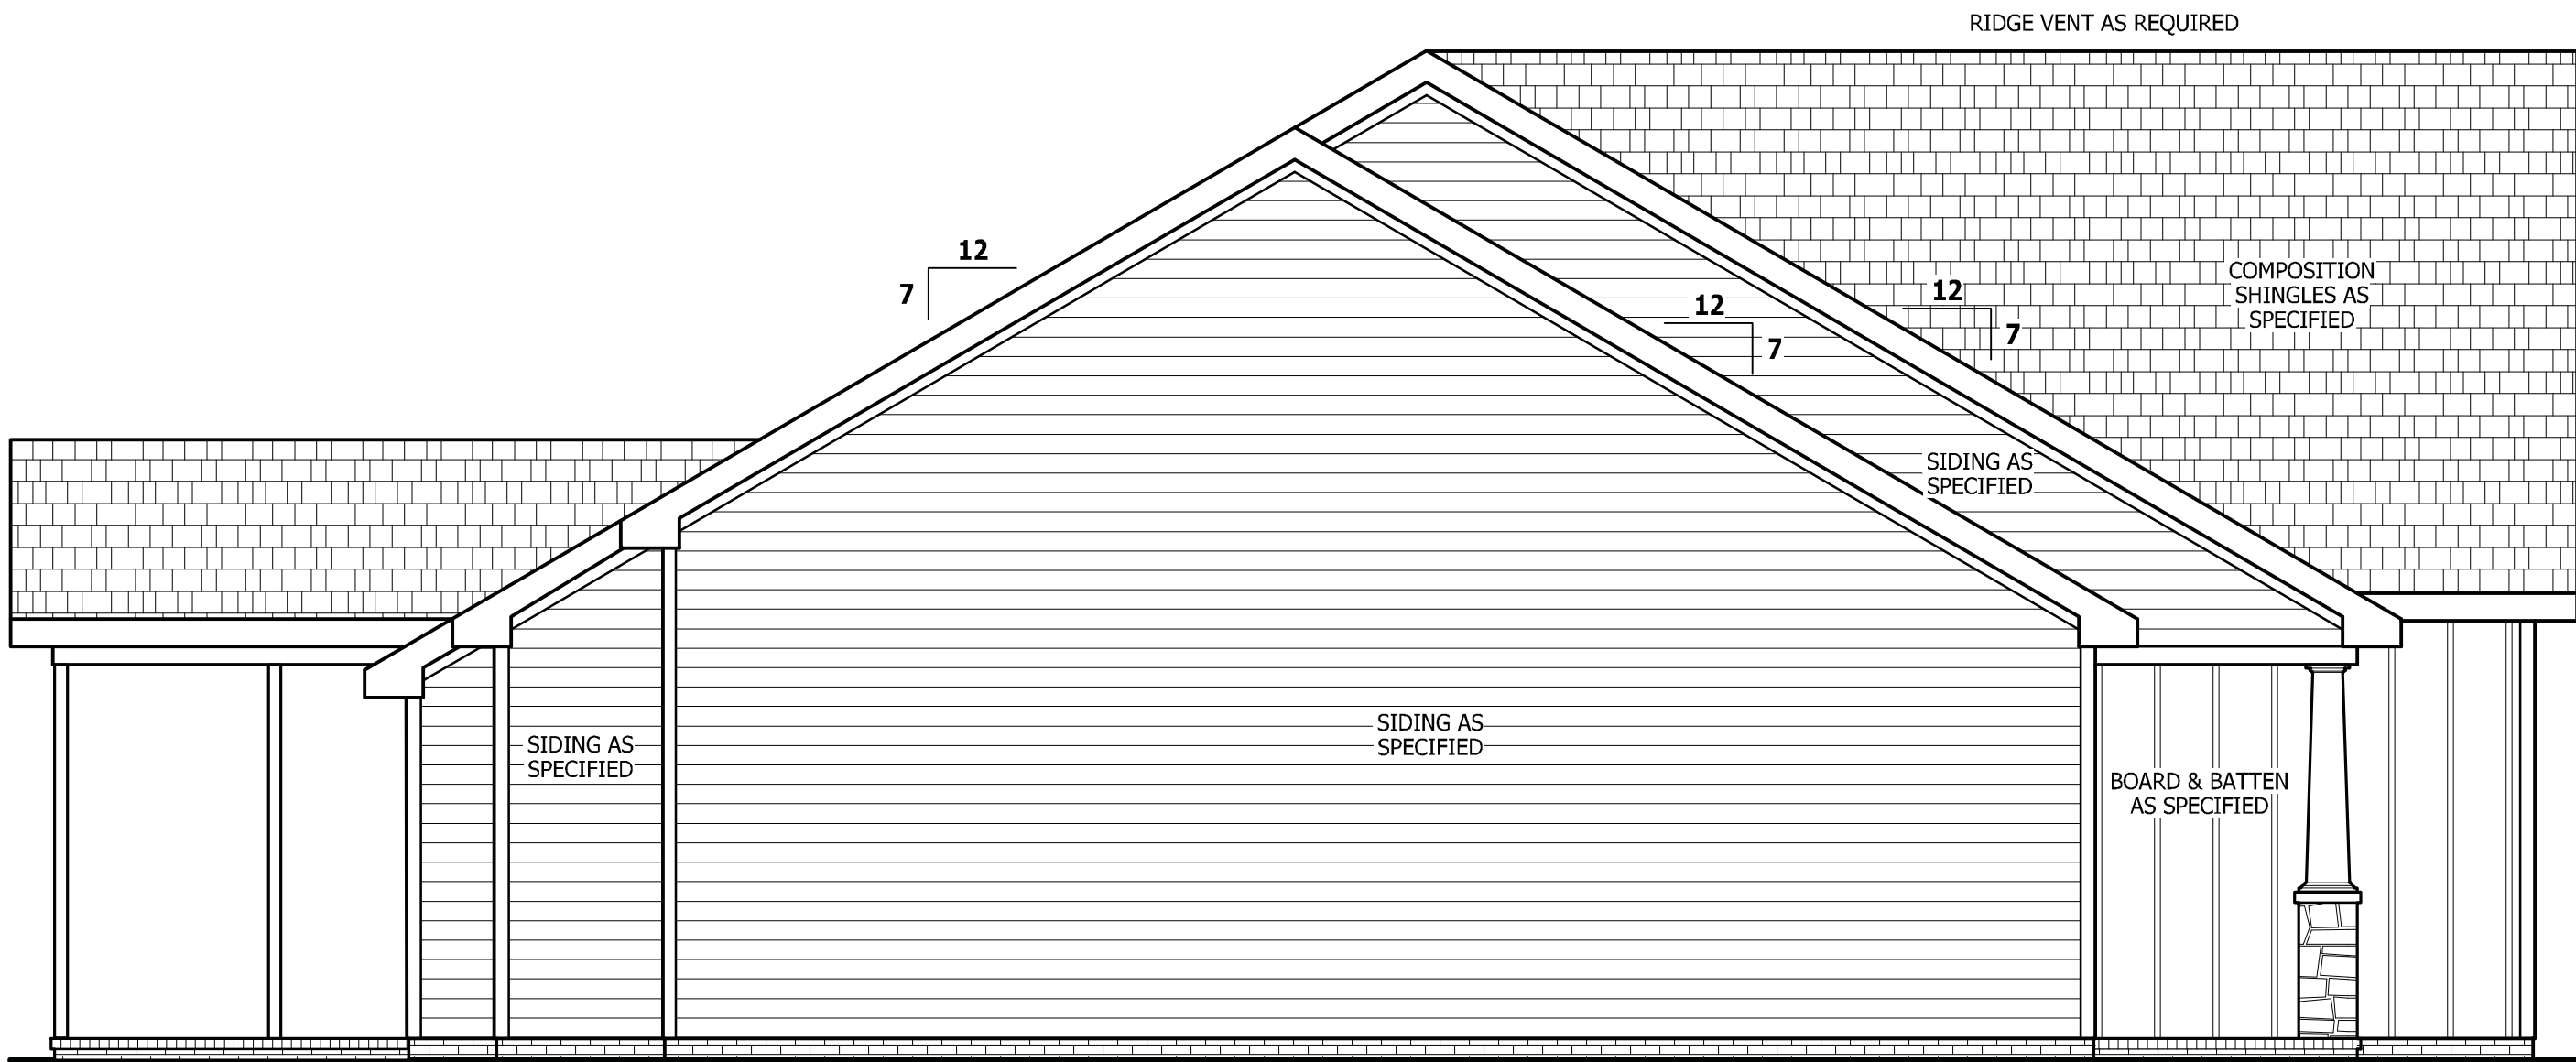 RIDGE VENT AS REQUIRED
12
7
12
7
12
7
COMPOSITION
SHINGLES AS
SPECIFIED
SIDING AS
SPECIFIED
SIDING AS
SPECIFIED
SIDING AS
SPECIFIED
BOARD & BATTEN
AS SPECIFIED